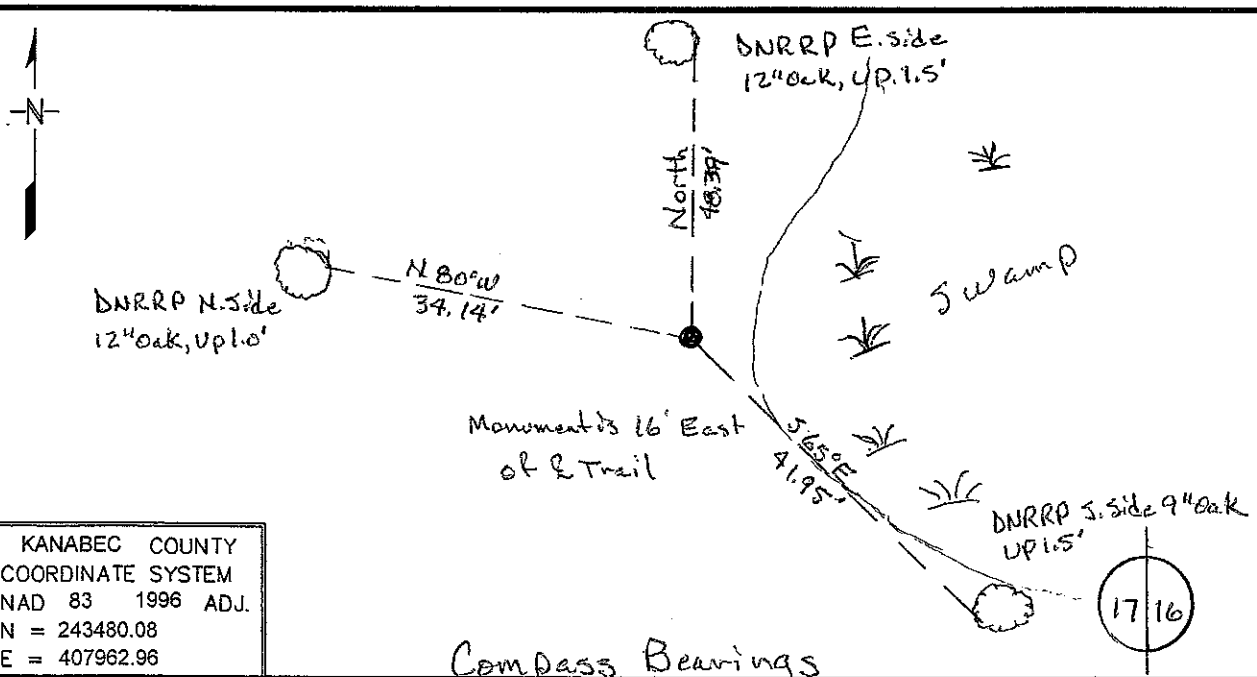 N
DNRRP E.side
12"Oak, UP.1.5'
North
48.39'
N 80°W
34.14'
DNRRP N.Side
12"Oak, Up1.0'
Swamp
Monument is 16' East
of ℄ Trail
S 65°E
41.95'
DNRRP S.Side 9"Oak
UP1.5'
17 16
KANABEC COUNTY
COORDINATE SYSTEM
NAD 83 1996 ADJ.
N = 243480.08
E = 407962.96
Compass Bearings